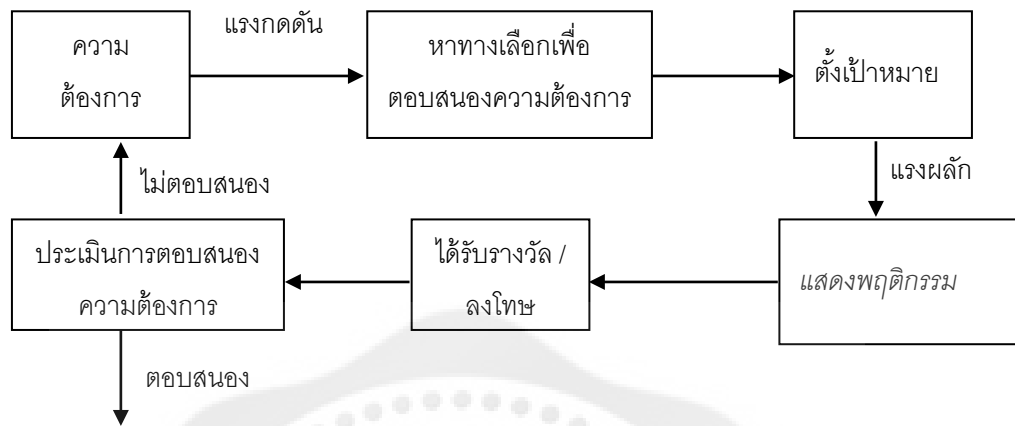 แรงกดดัน
ความ
ต้องการ
หาทางเลือกเพื่อ
ตอบสนองความต้องการ
ตั้งเป้าหมาย
ไม่ตอบสนอง
แรงผลัก
ประเมินการตอบสนอง
ความต้องการ
ได้รับรางวัล /
ลงโทษ
แสดงพฤติกรรม
ตอบสนอง